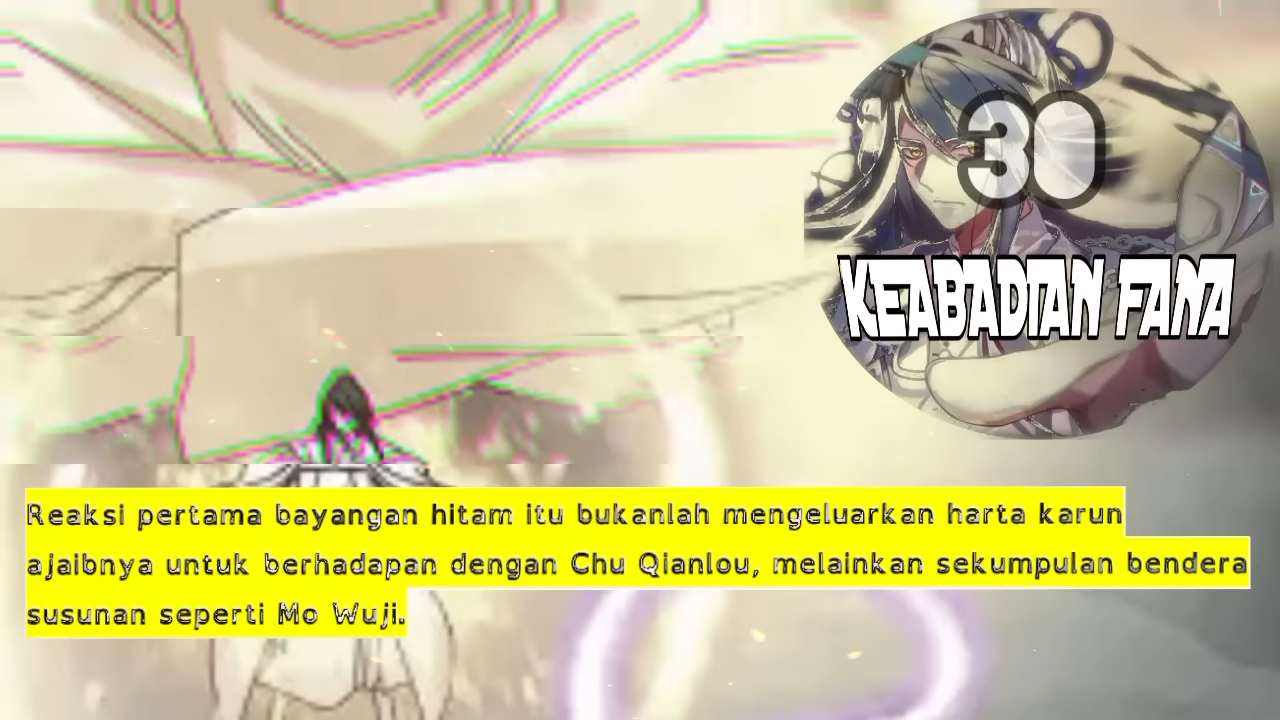 30
KEABADIAN FANA
Reaksi pertama bayangan hitam itu bukanlah mengeluarkan harta karun
ajaibnya untuk berhadapan dengan Chu Qianlou, melainkan sekumpulan bendera
susunan seperti Mo Wuji.